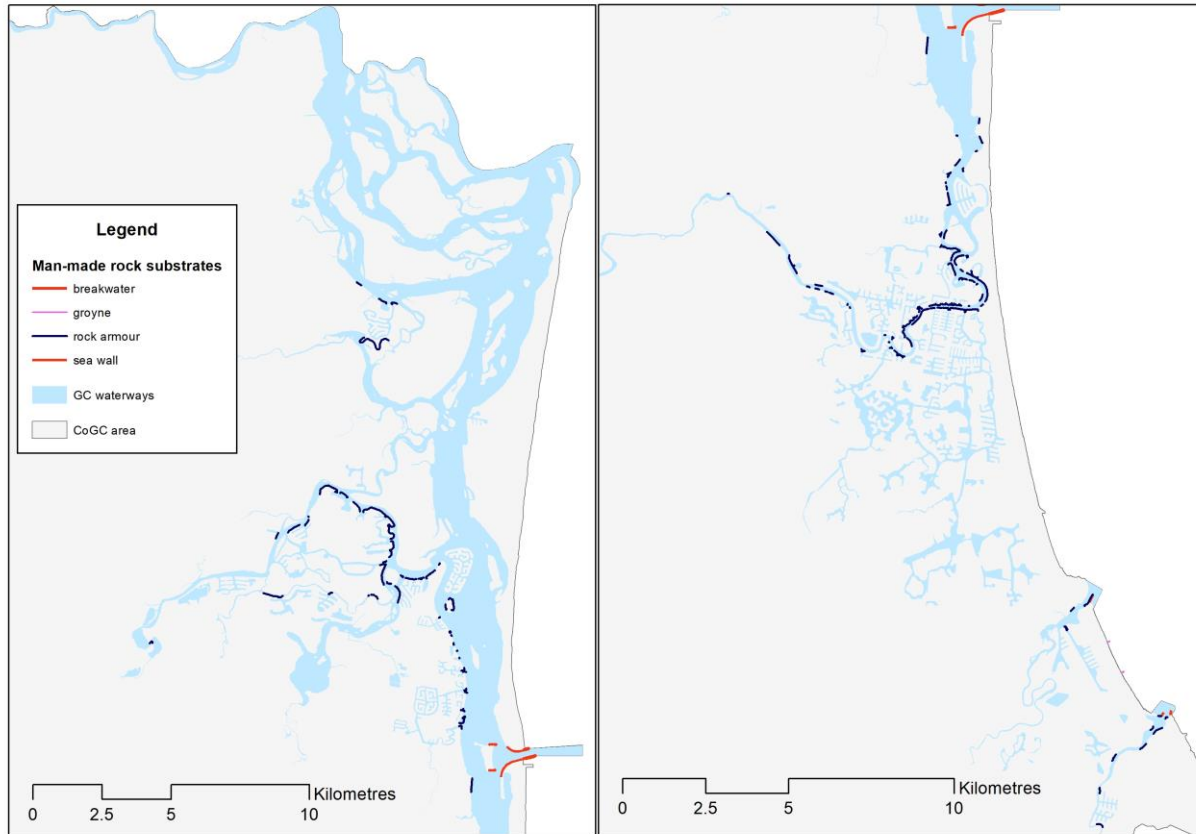 Legend
Man-made rock substrates
breakwater
groyne
rock armour
sea wall
GC waterways
CoGC area
Kilometres
0 2.5 5 10
Kilometres
0 2.5 5 10